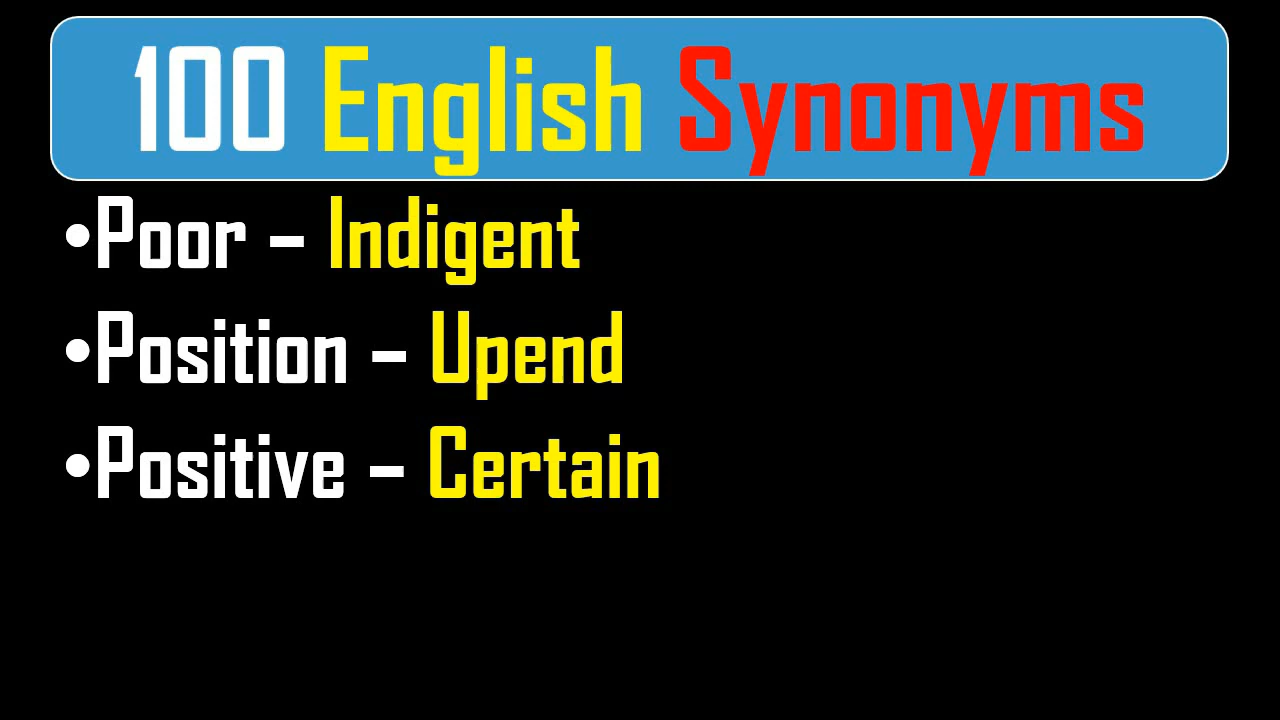 100 English Synonyms
•Poor – Indigent
•Position – Upend
•Positive – Certain